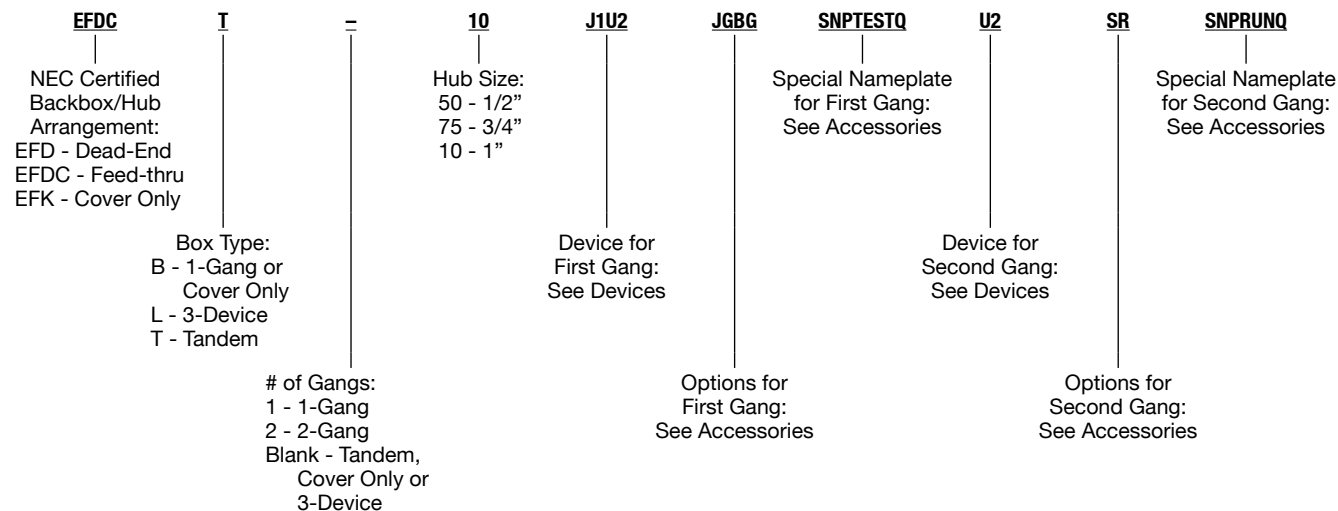 EFDC T – 10 J1U2 JGBG SNPTESTQ U2 SR SNPRUNQ
NEC Certified
Backbox/Hub
Arrangement:
EFD - Dead-End
EFDC - Feed-thru
EFK - Cover Only
Hub Size:
50 - 1/2”
75 - 3/4”
10 - 1”
Special Nameplate
for First Gang:
See Accessories
Special Nameplate
for Second Gang:
See Accessories
Box Type:
B - 1-Gang or
Cover Only
L - 3-Device
T - Tandem
Device for
First Gang:
See Devices
Device for
Second Gang:
See Devices
# of Gangs:
1 - 1-Gang
2 - 2-Gang
Blank - Tandem,
Cover Only or
3-Device
Options for
First Gang:
See Accessories
Options for
Second Gang:
See Accessories